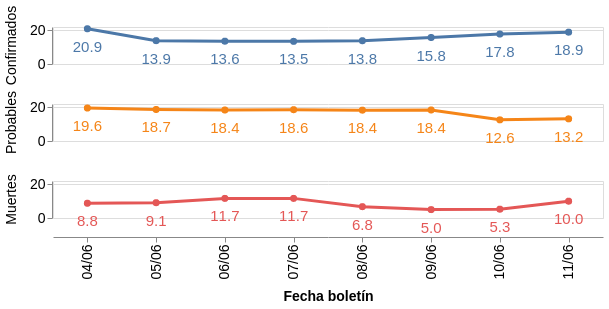 Confirmados
20
0
20.9 13.9 13.6 13.5 13.8 15.8 17.8 18.9
Probables
20
0
19.6 18.7 18.4 18.6 18.4 18.4 12.6 13.2
Muertes
20
0
8.8 9.1 11.7 11.7 6.8 5.0 5.3 10.0
04/06 05/06 06/06 07/06 08/06 09/06 10/06 11/06
Fecha boletín